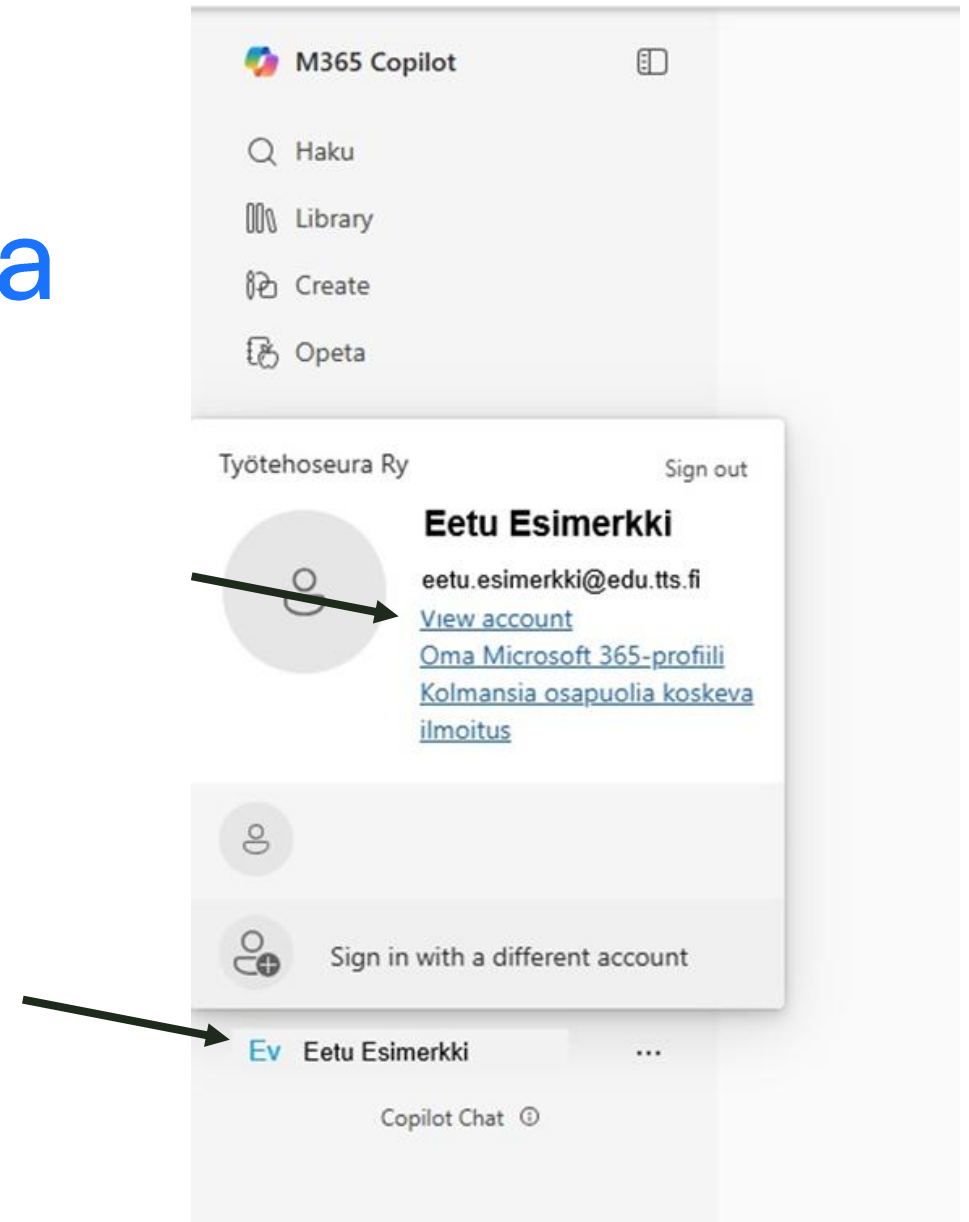 M365 Copilot
Haku
Library
a
Create
Opeta
Työtehoseura Ry
Sign out
Eetu Esimerkki
eetu.esimerkki@edu.tts.fi
View account
Oma Microsoft 365-profiili
Kolmansia osapuolia koskeva
ilmoitus
Sign in with a different account
Ev Eetu Esimerkki ...
Copilot Chat